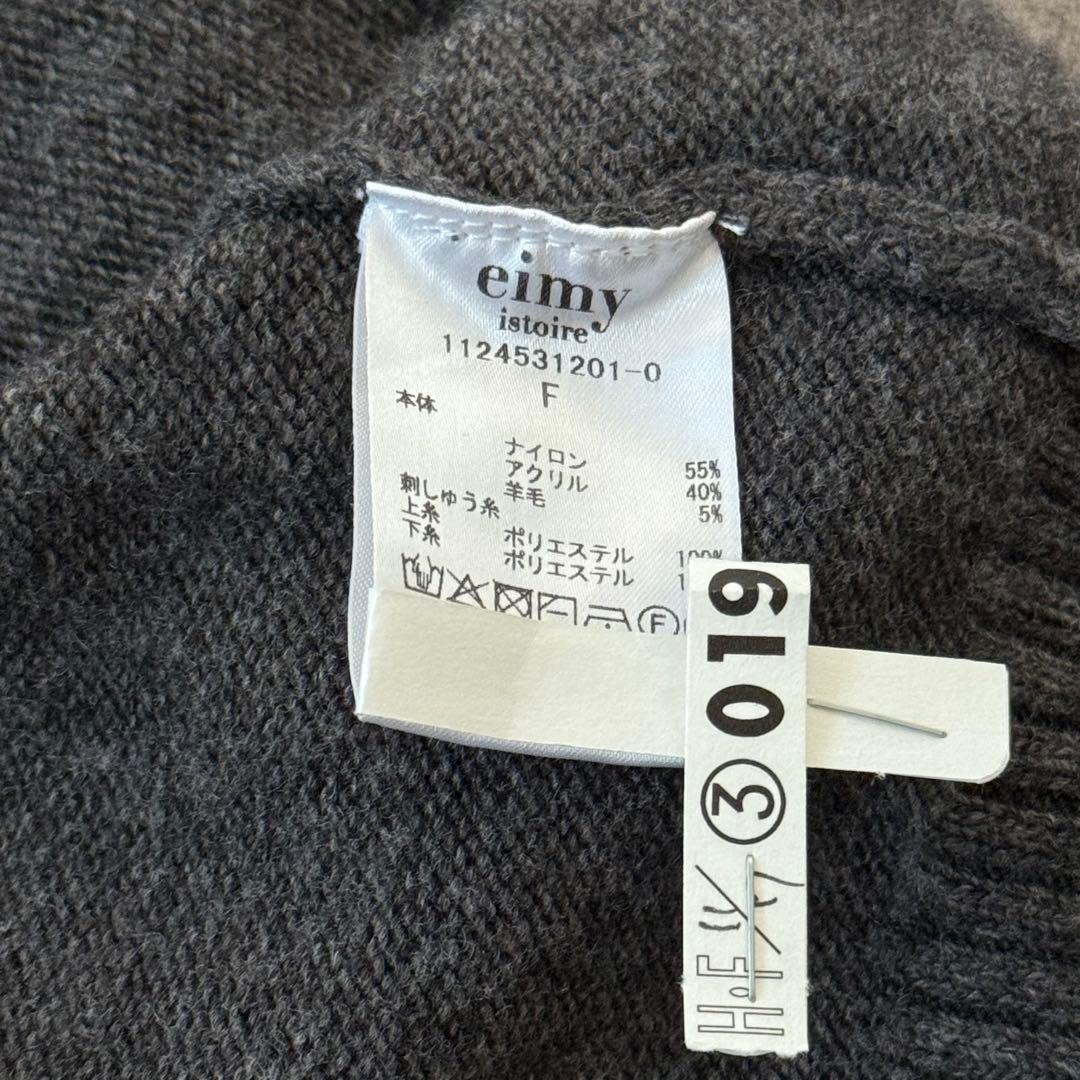 eimy
istoire
1124531201-0
F
本体
ナイロン 55%
アクリル 40%
羊毛 5%
刺しゅう糸
上糸 ポリエステル 100%
下糸 ポリエステル
F
③019
H.F